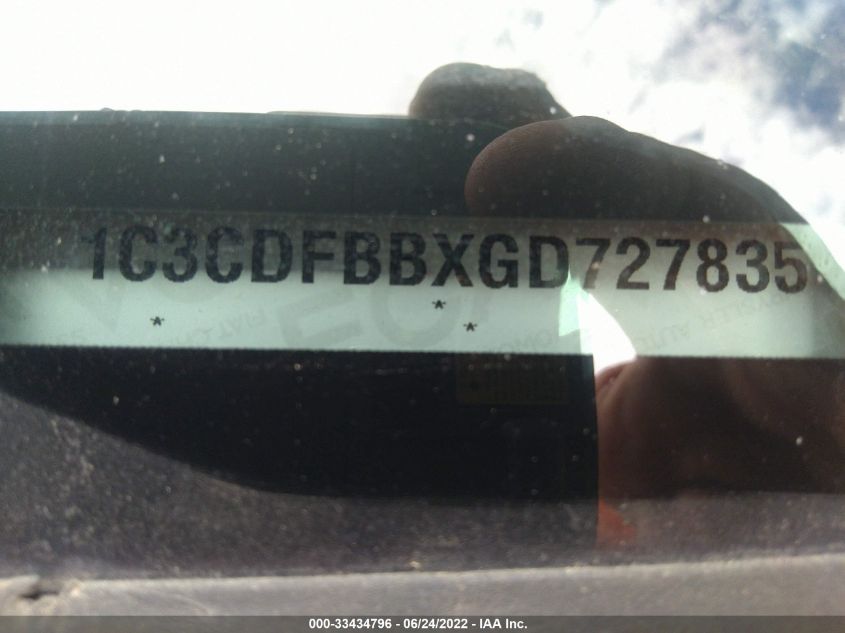 1C3CDFBBXGD727835
* * *
000-33434796 - 06/24/2022 - IAA Inc.